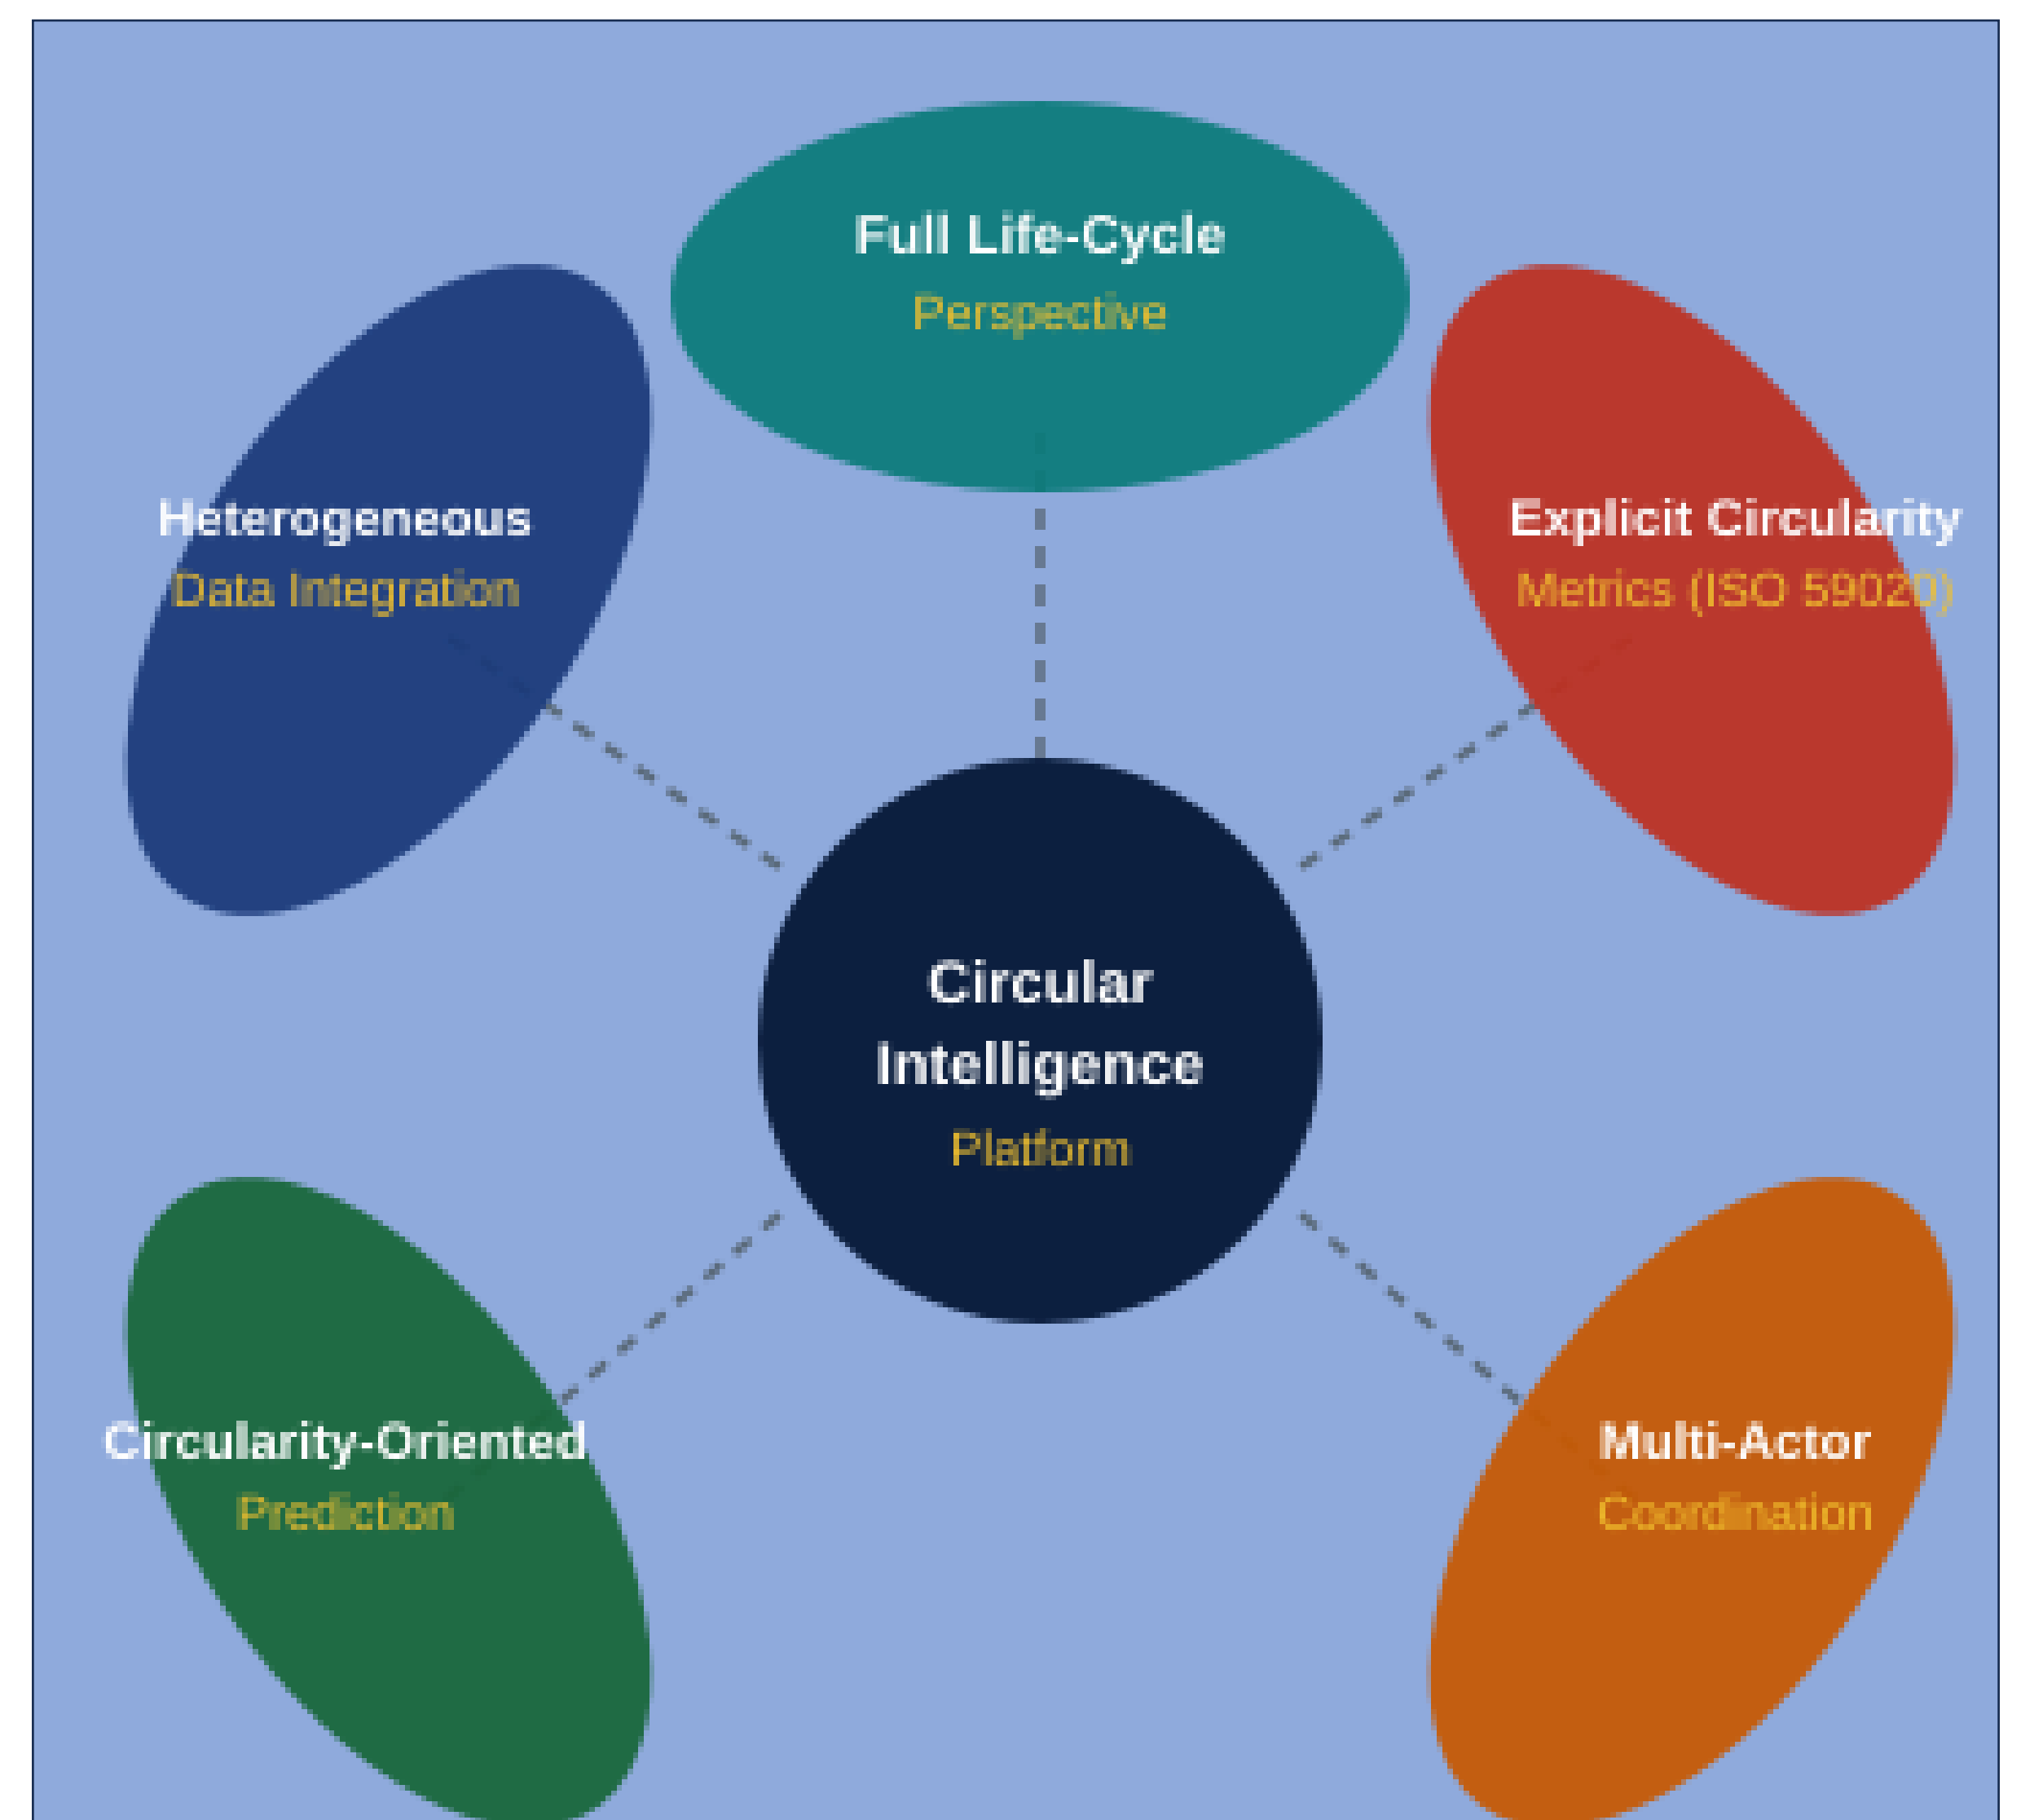 Full Life-Cycle
Perspective
Heterogeneous
Data Integration
Explicit Circularity
Metrics (ISO 59020)
Circular
Intelligence
Platform
Circularity-Oriented
Prediction
Multi-Actor
Coordination